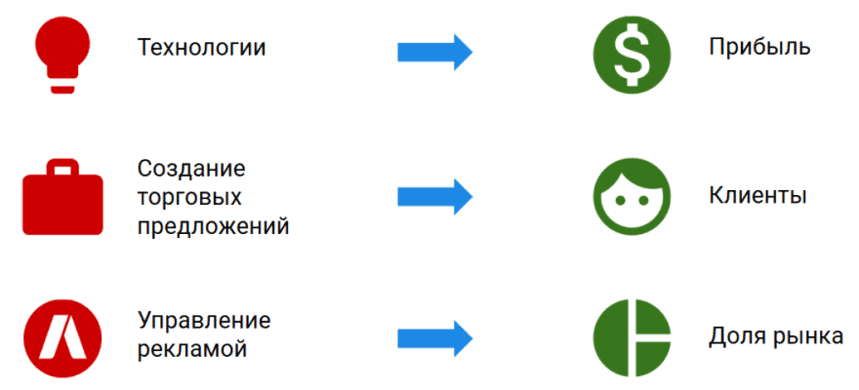 Технологии
Прибыль
Создание
торговых
предложений
Клиенты
Управление
рекламой
Доля рынка